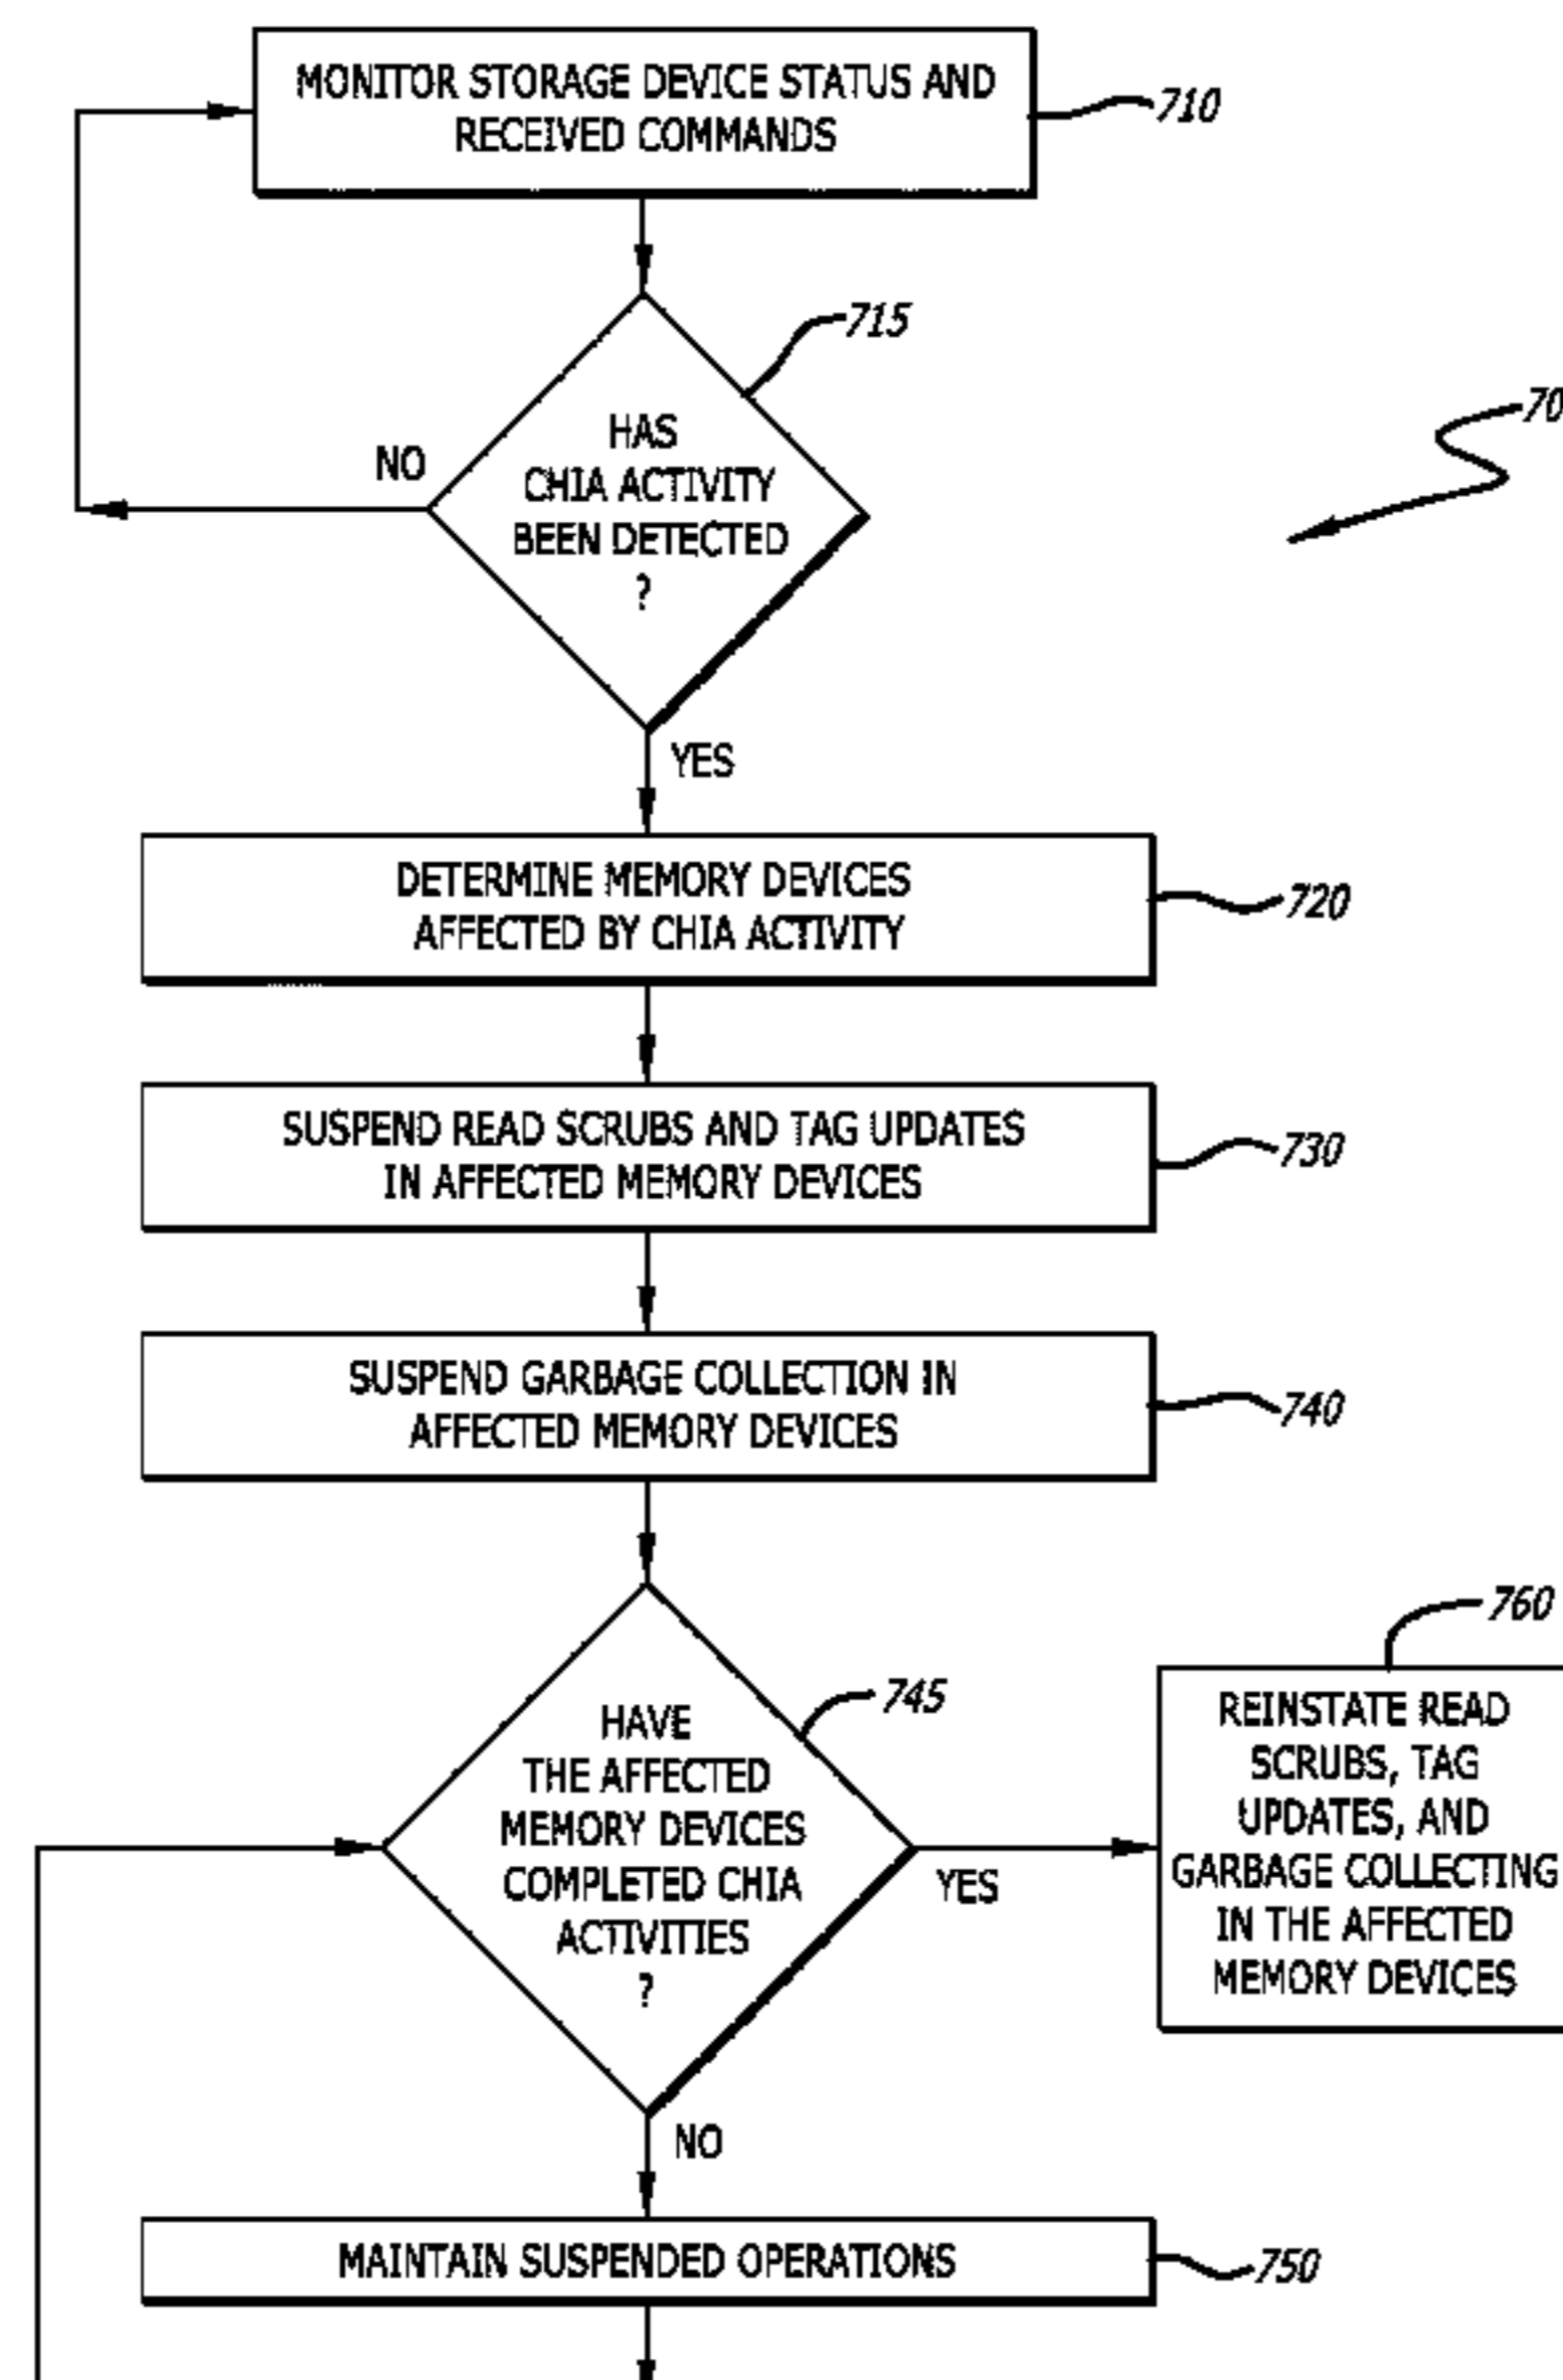 MONITOR STORAGE DEVICE STATUS AND
RECEIVED COMMANDS
710
715
HAS
CHIA ACTIVITY
BEEN DETECTED
?
NO
70
YES
DETERMINE MEMORY DEVICES
AFFECTED BY CHIA ACTIVITY
720
SUSPEND READ SCRUBS AND TAG UPDATES
IN AFFECTED MEMORY DEVICES
730
SUSPEND GARBAGE COLLECTION IN
AFFECTED MEMORY DEVICES
740
745
HAVE
THE AFFECTED
MEMORY DEVICES
COMPLETED CHIA
ACTIVITIES
?
YES
760
REINSTATE READ
SCRUBS, TAG
UPDATES, AND
GARBAGE COLLECTING
IN THE AFFECTED
MEMORY DEVICES
NO
MAINTAIN SUSPENDED OPERATIONS
750